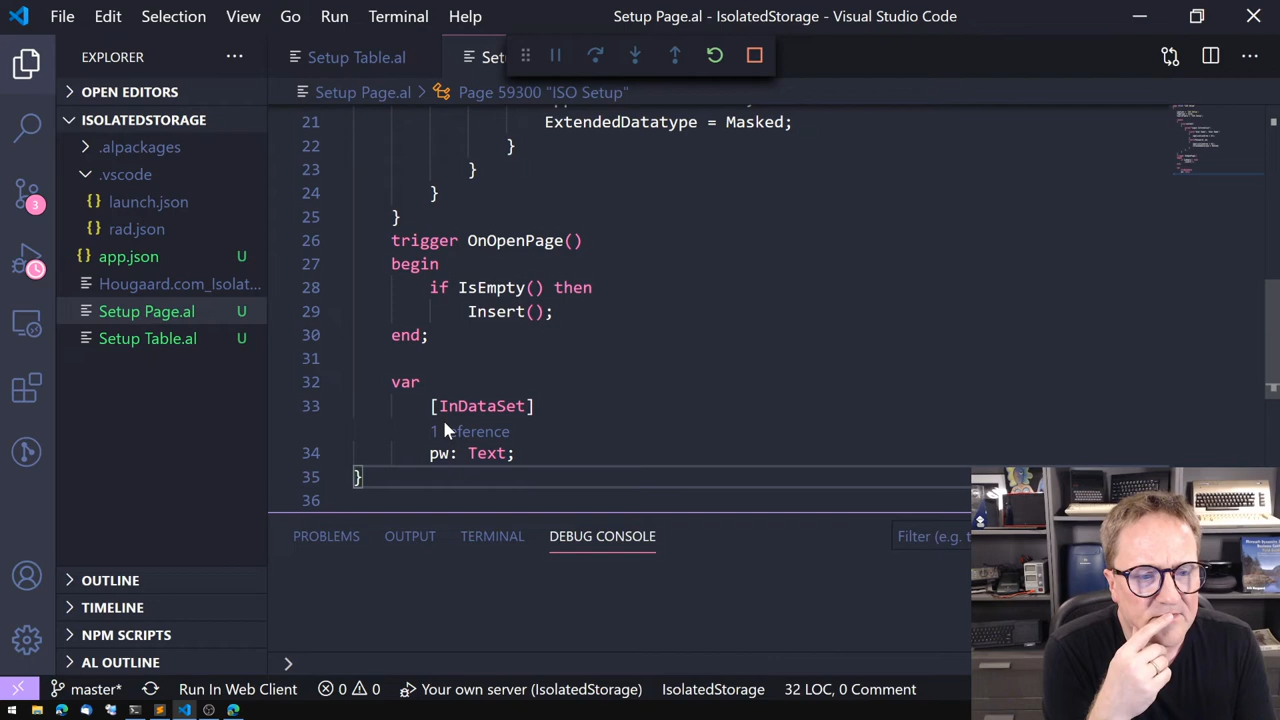 File Edit Selection View Go Run Terminal Help
Setup Page.al - IsolatedStorage - Visual Studio Code
EXPLORER
Setup Table.al
OPEN EDITORS
Setup Page.al Page 59300 "ISO Setup"
ISOLATEDSTORAGE
.alpackages
.vscode
launch.json
rad.json
app.json U
Hougaard.com_Isolat...
Setup Page.al U
Setup Table.al U
OUTLINE
TIMELINE
NPM SCRIPTS
AL OUTLINE
21 ExtendedDatatype = Masked;
22 }
23 }
24 }
25 }
26 trigger OnOpenPage()
27 begin
28 if IsEmpty() then
29 Insert();
30 end;
31
32 var
33 [InDataSet]
34 pw: Text;
35 }
36
PROBLEMS OUTPUT TERMINAL DEBUG CONSOLE
Filter (e.g. t
3
master* Run In Web Client 0 0 Your own server (IsolatedStorage) IsolatedStorage 32 LOC, 0 Comment